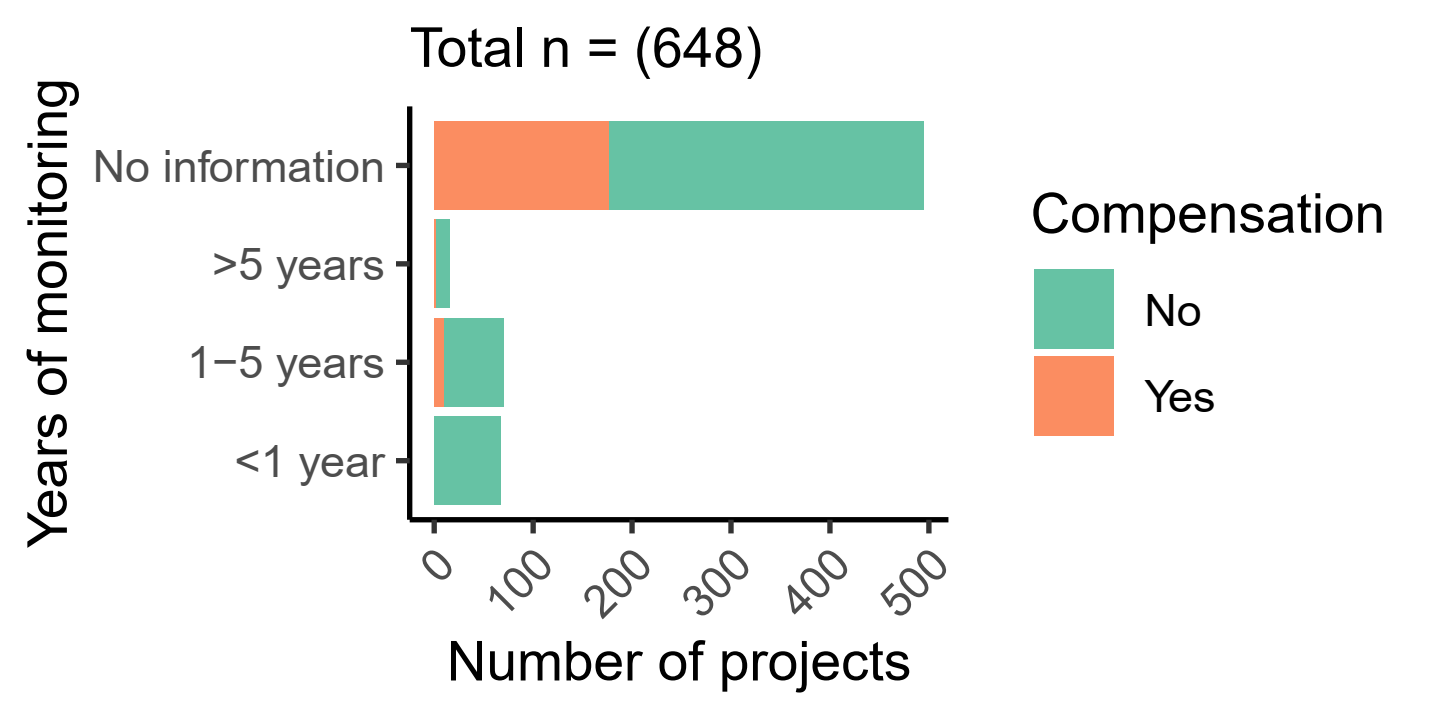 Total n = (648)
Years of monitoring
No information
>5 years
1−5 years
<1 year
0
100
200
300
400
500
Number of projects
Compensation
No
Yes